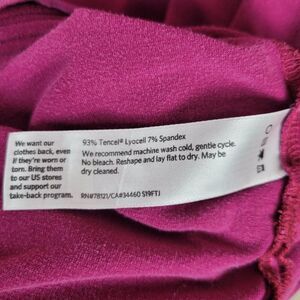 We want our
clothes back, even
if they're worn or
torn. Bring them
to our US stores
and support our
take-back program.
93% Tencel® Lyocell 7% Spandex
We recommend machine wash cold, gentle cycle.
No bleach. Reshape and lay flat to dry. May be
dry cleaned.
RN#78121/CA#34460 S19FTJ